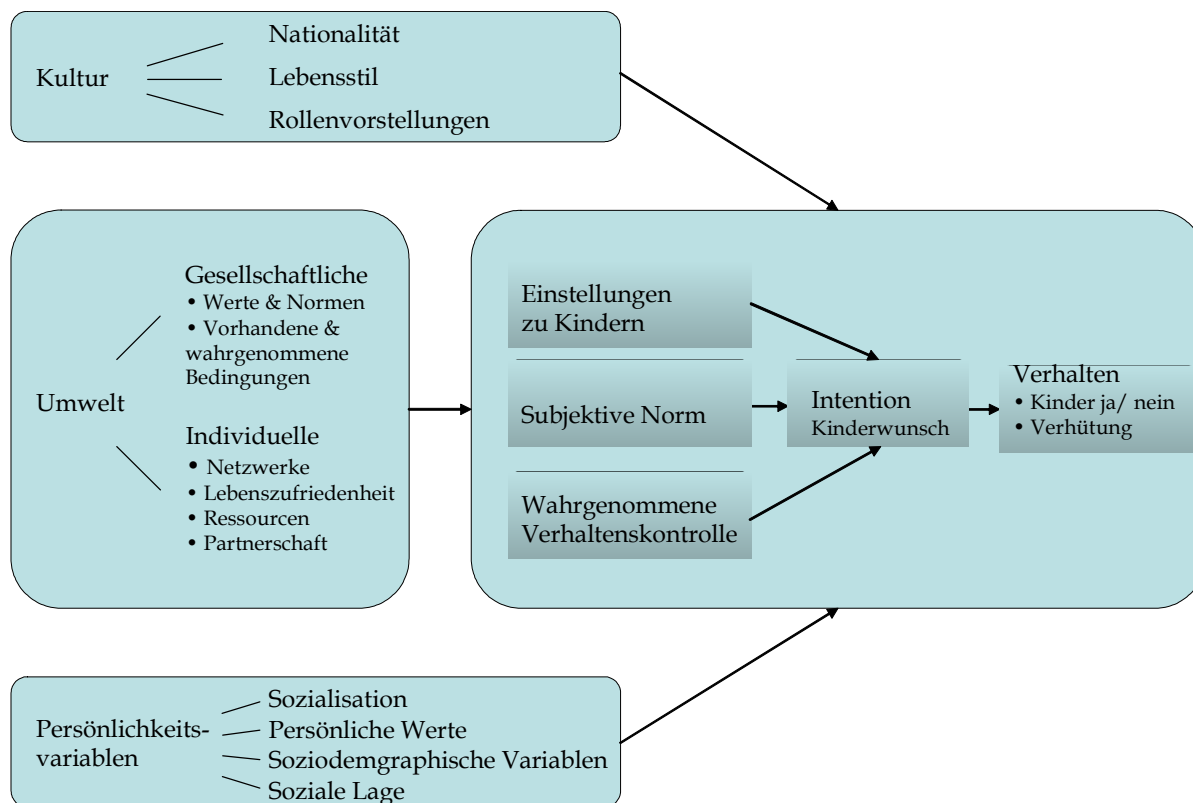 Kultur
Nationalität
Lebensstil
Rollenvorstellungen
Umwelt
Gesellschaftliche
• Werte & Normen
• Vorhandene &
wahrgenommene
Bedingungen
Individuelle
• Netzwerke
• Lebenszufriedenheit
• Ressourcen
• Partnerschaft
Einstellungen
zu Kindern
Subjektive Norm
Wahrgenommene
Verhaltenskontrolle
Intention
Kinderwunsch
Verhalten
• Kinder ja/ nein
• Verhütung
Persönlichkeits-
variablen
Sozialisation
Persönliche Werte
Soziodemgraphische Variablen
Soziale Lage